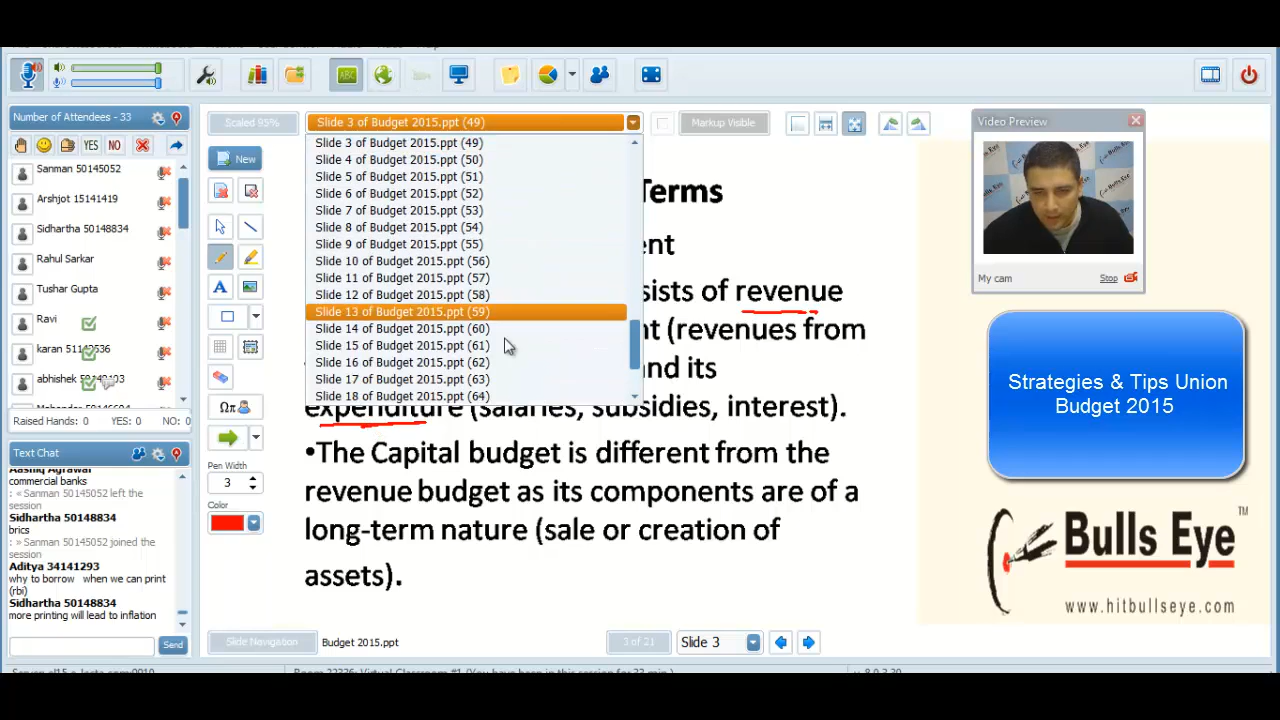 Scaled 95%
Slide 3 of Budget 2015.ppt (49)
Markup Visible
Number of Attendees - 33
YES
NO
Sanman 50145052
Arshjot 15141419
Sidhartha 50148834
Rahul Sarkar
Tushar Gupta
Ravi
karan
abhishek
Raised Hands: 0 YES: 0 NO: 0
Text Chat
Aashiq Agrawal
commercial banks
: « Sanman 50145052 left the
session
Sidhartha 50148834
brics
: » Sanman 50145052 joined the
session
Aditya 34141293
why to borrow when we can print
(rbi)
Sidhartha 50148834
more printing will lead to inflation
Send
New
ABC
Ωπ
Pen Width
3
Color
Slide 3 of Budget 2015.ppt (49)
Slide 4 of Budget 2015.ppt (50)
Slide 5 of Budget 2015.ppt (51)
Slide 6 of Budget 2015.ppt (52)
Slide 7 of Budget 2015.ppt (53)
Slide 8 of Budget 2015.ppt (54)
Slide 9 of Budget 2015.ppt (55)
Slide 10 of Budget 2015.ppt (56)
Slide 11 of Budget 2015.ppt (57)
Slide 12 of Budget 2015.ppt (58)
Slide 13 of Budget 2015.ppt (59)
Slide 14 of Budget 2015.ppt (60)
Slide 15 of Budget 2015.ppt (61)
Slide 16 of Budget 2015.ppt (62)
Slide 17 of Budget 2015.ppt (63)
Slide 18 of Budget 2015.ppt (64)
Terms
of revenue
(revenues from
and its
expenditure (salaries, subsidies, interest).
•The Capital budget is different from the
revenue budget as its components are of a
long-term nature (sale or creation of
assets).
Slide Navigation
Budget 2015.ppt
3 of 21
Slide 3
Video Preview
My cam
Stop
Strategies & Tips Union
Budget 2015
Bulls Eye™
www.hitbullseye.com